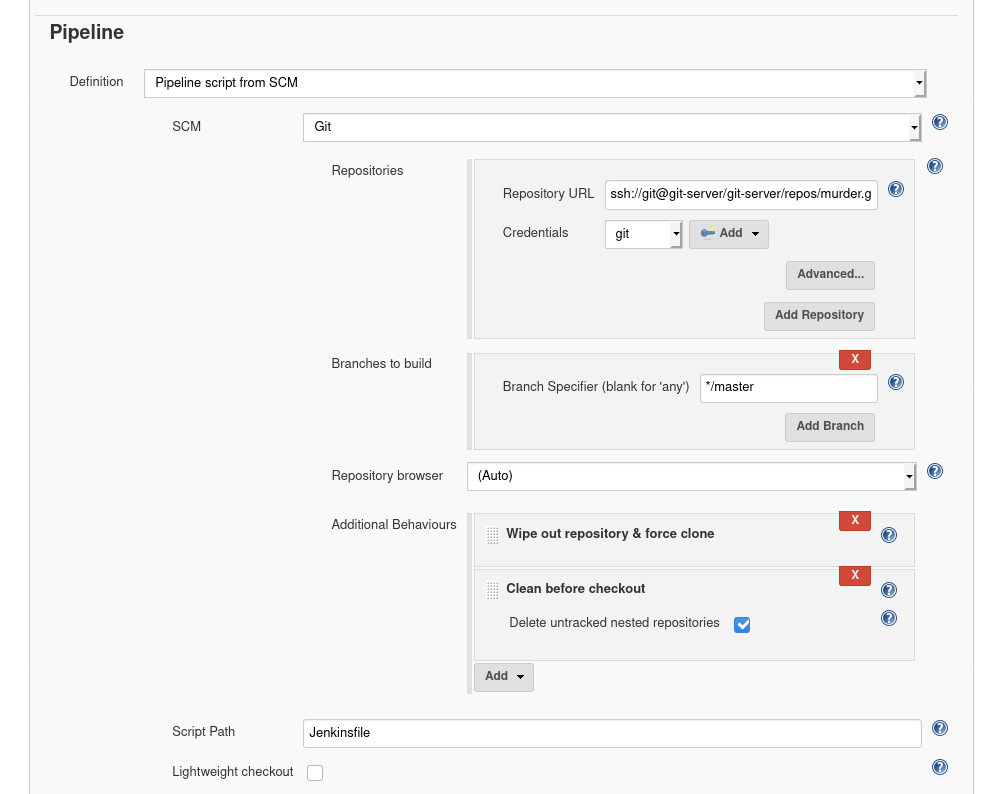 Pipeline
Definition
Pipeline script from SCM
SCM
Git
Repositories
Repository URL
ssh://git@git-server/git-server/repos/murder.g
Credentials
git
Add
Advanced...
Add Repository
Branches to build
X
Branch Specifier (blank for 'any')
*/master
Add Branch
Repository browser
(Auto)
Additional Behaviours
X
Wipe out repository & force clone
X
Clean before checkout
Delete untracked nested repositories
Add
Script Path
Jenkinsfile
Lightweight checkout